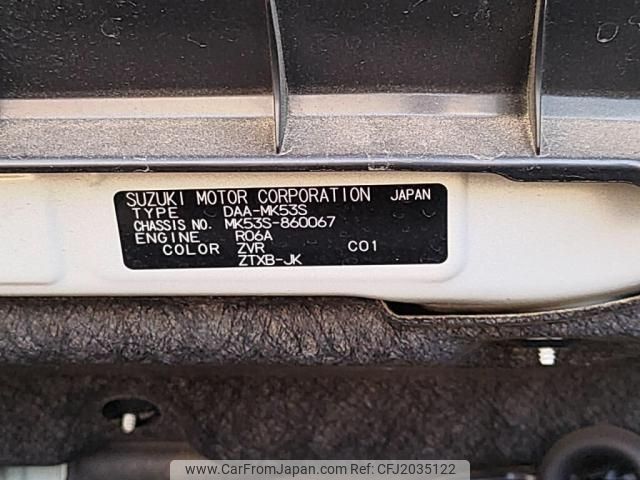 SUZUKI MOTOR CORPORATION JAPAN
TYPE DAA-MK53S
CHASSIS NO. MK53S-860067
ENGINE R06A
COLOR ZVR C01
ZTXB-JK
www.CarFromJapan.com | © CarFromJapan | CFJ2035122